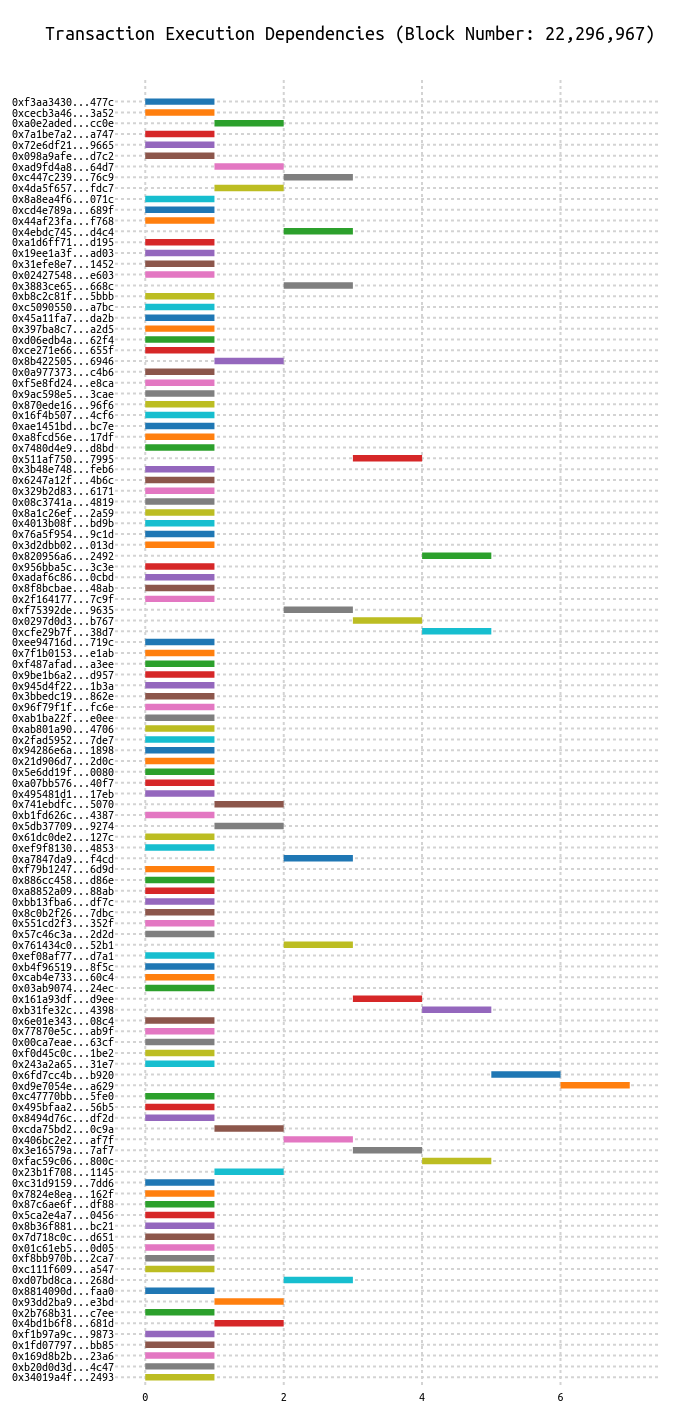 Transaction Execution Dependencies (Block Number: 22,296,967)
0xf3aa3430...477c
0xcecb3a46...3a52
0xa0e2aded...cc0e
0x7a1be7a2...a747
0x72e6df21...9665
0x098a9afe...d7c2
0xad9fd4a8...64d7
0xc447c239...76c9
0x4da5f657...fdc7
0x8a8ea4f6...071c
0xcd4e789a...689f
0x44af23fa...f768
0x4ebdc745...d4c4
0xa1d6ff71...d195
0x19ee1a3f...ad03
0x31efe8e7...1452
0x02427548...e603
0x3883ce65...668c
0xb8c2c81f...5bbb
0xc5090550...a7bc
0x45a11fa7...da2b
0x397ba8c7...a2d5
0xd06edb4a...62f4
0xce271e66...655f
0x8b422505...6946
0x0a977373...c4b6
0xf5e8fd24...e8ca
0x9ac598e5...3cae
0x870ede16...96f6
0x16f4b507...4cf6
0xae1451bd...bc7e
0xa8fcd56e...17df
0x7480d4e9...d8bd
0x511af750...7995
0x3b48e748...feb6
0x6247a12f...4b6c
0x329b2d83...6171
0x08c3741a...4819
0x8a1c26ef...2a59
0x4013b08f...bd9b
0x76a5f954...9c1d
0x3d2dbb02...013d
0x820956a6...2492
0x956bba5c...3c3e
0xadaf6c86...0cbd
0x8f8bcbae...48ab
0x2f164177...7c9f
0xf75392de...9635
0x0297d0d3...b767
0xcfe29b7f...38d7
0xee94716d...719c
0x7f1b0153...e1ab
0xf487afad...a3ee
0x9be1b6a2...d957
0x945d4f22...1b3a
0x3bbedc19...862e
0x96f79f1f...fc6e
0xab1ba22f...e0ee
0xab801a90...4706
0x2fad5952...7de7
0x94286e6a...1898
0x21d906d7...2d0c
0x5e6dd19f...0080
0xa07bb576...40f7
0x495481d1...17eb
0x741ebdfc...5070
0xb1fd626c...4387
0x5db37709...9274
0x61dc0de2...127c
0xef9f8130...4853
0xa7847da9...f4cd
0xf79b1247...6d9d
0x886cc458...d86e
0xa8852a09...88ab
0xbb13fba6...df7c
0x8c0b2f26...7dbc
0x551cd2f3...352f
0x57c46c3a...2d2d
0x761434c0...52b1
0xef08af77...d7a1
0xb4f96519...8f5c
0xcab4e733...60c4
0x03ab9074...24ec
0x161a93df...d9ee
0xb31fe32c...4398
0x6e01e343...08c4
0x77870e5c...ab9f
0x00ca7eae...63cf
0xf0d45c0c...1be2
0x243a2a65...31e7
0x6fd7cc4b...b920
0xd9e7054e...a629
0xc47770bb...5fe0
0x495bfaa2...56b5
0x8494d76c...df2d
0xcda75bd2...0c9a
0x406bc2e2...af7f
0x3e16579a...7af7
0xfac59c06...800c
0x23b1f708...1145
0xc31d9159...7dd6
0x7824e8ea...162f
0x87c6ae6f...df88
0x5ca2e4a7...0456
0x8b36f881...bc21
0x7d718c0c...d651
0x01c61eb5...0d05
0xf8bb970b...2ca7
0xc111f609...a547
0xd07bd8ca...268d
0x8814090d...faa0
0x93dd2ba9...e3bd
0x2b768b31...c7ee
0x4bd1b6f8...681d
0xf1b97a9c...9873
0x1fd07797...bb85
0x169d8b2b...23a6
0xb20d0d3d...4c47
0x34019a4f...2493
0 2 4 6